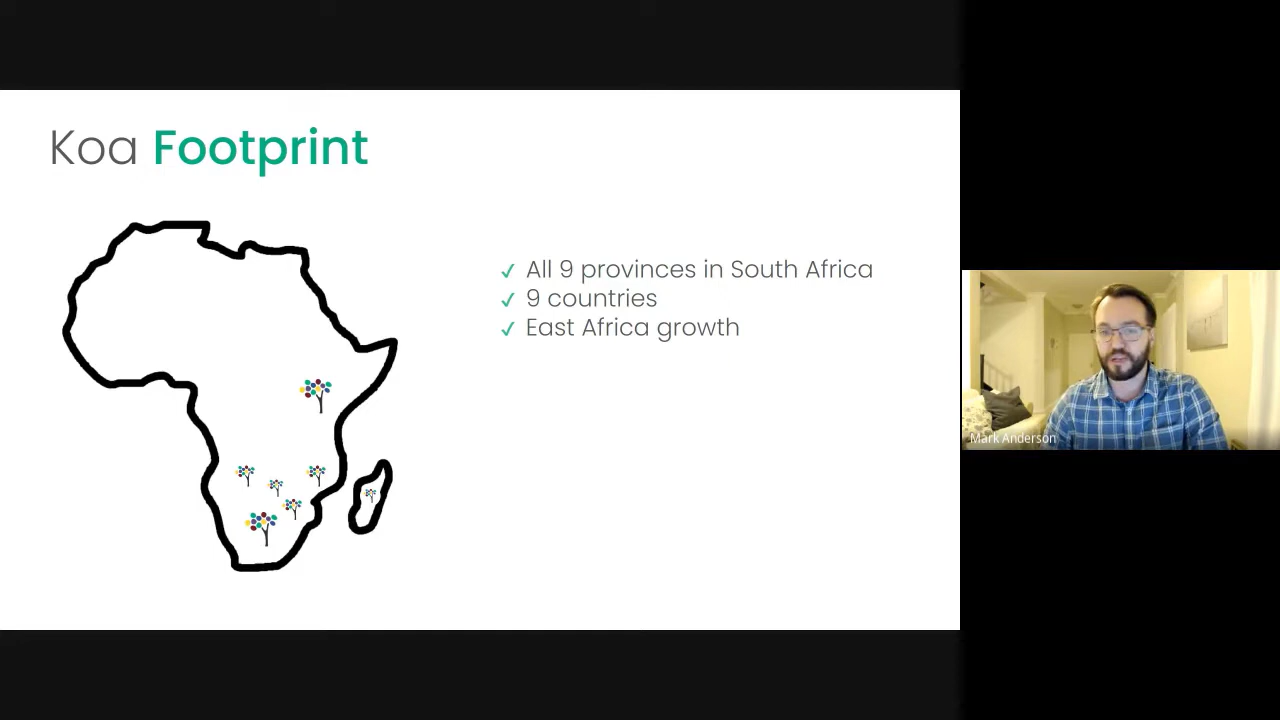 Koa Footprint
✓ All 9 provinces in South Africa
✓ 9 countries
✓ East Africa growth
Mark Anderson